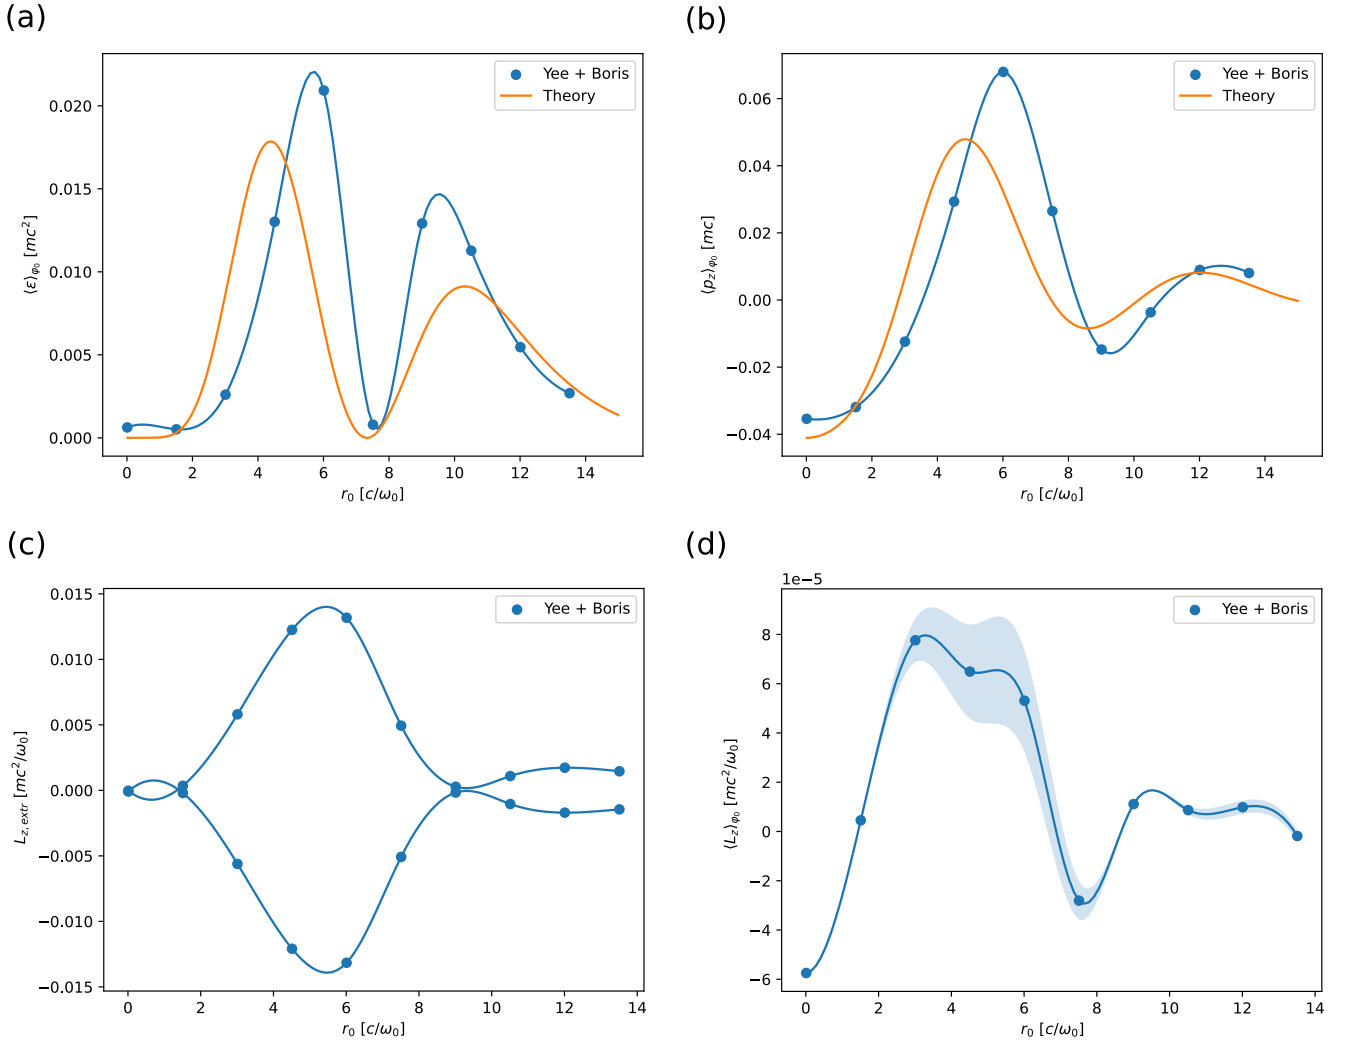 (a)
0.020
0.015
0.010
0.005
0.000
⟨ε⟩φ₀ [mc²]
Yee + Boris
Theory
0 2 4 6 8 10 12 14
r₀ [c/ω₀]
(b)
0.06
0.04
0.02
0.00
−0.02
−0.04
⟨p_z⟩φ₀ [mc]
Yee + Boris
Theory
0 2 4 6 8 10 12 14
r₀ [c/ω₀]
(c)
0.015
0.010
0.005
0.000
−0.005
−0.010
−0.015
L_z,extr [mc²/ω₀]
Yee + Boris
0 2 4 6 8 10 12 14
r₀ [c/ω₀]
(d)
1e−5
8
6
4
2
0
−2
−4
−6
⟨L_z⟩φ₀ [mc²/ω₀]
Yee + Boris
0 2 4 6 8 10 12 14
r₀ [c/ω₀]